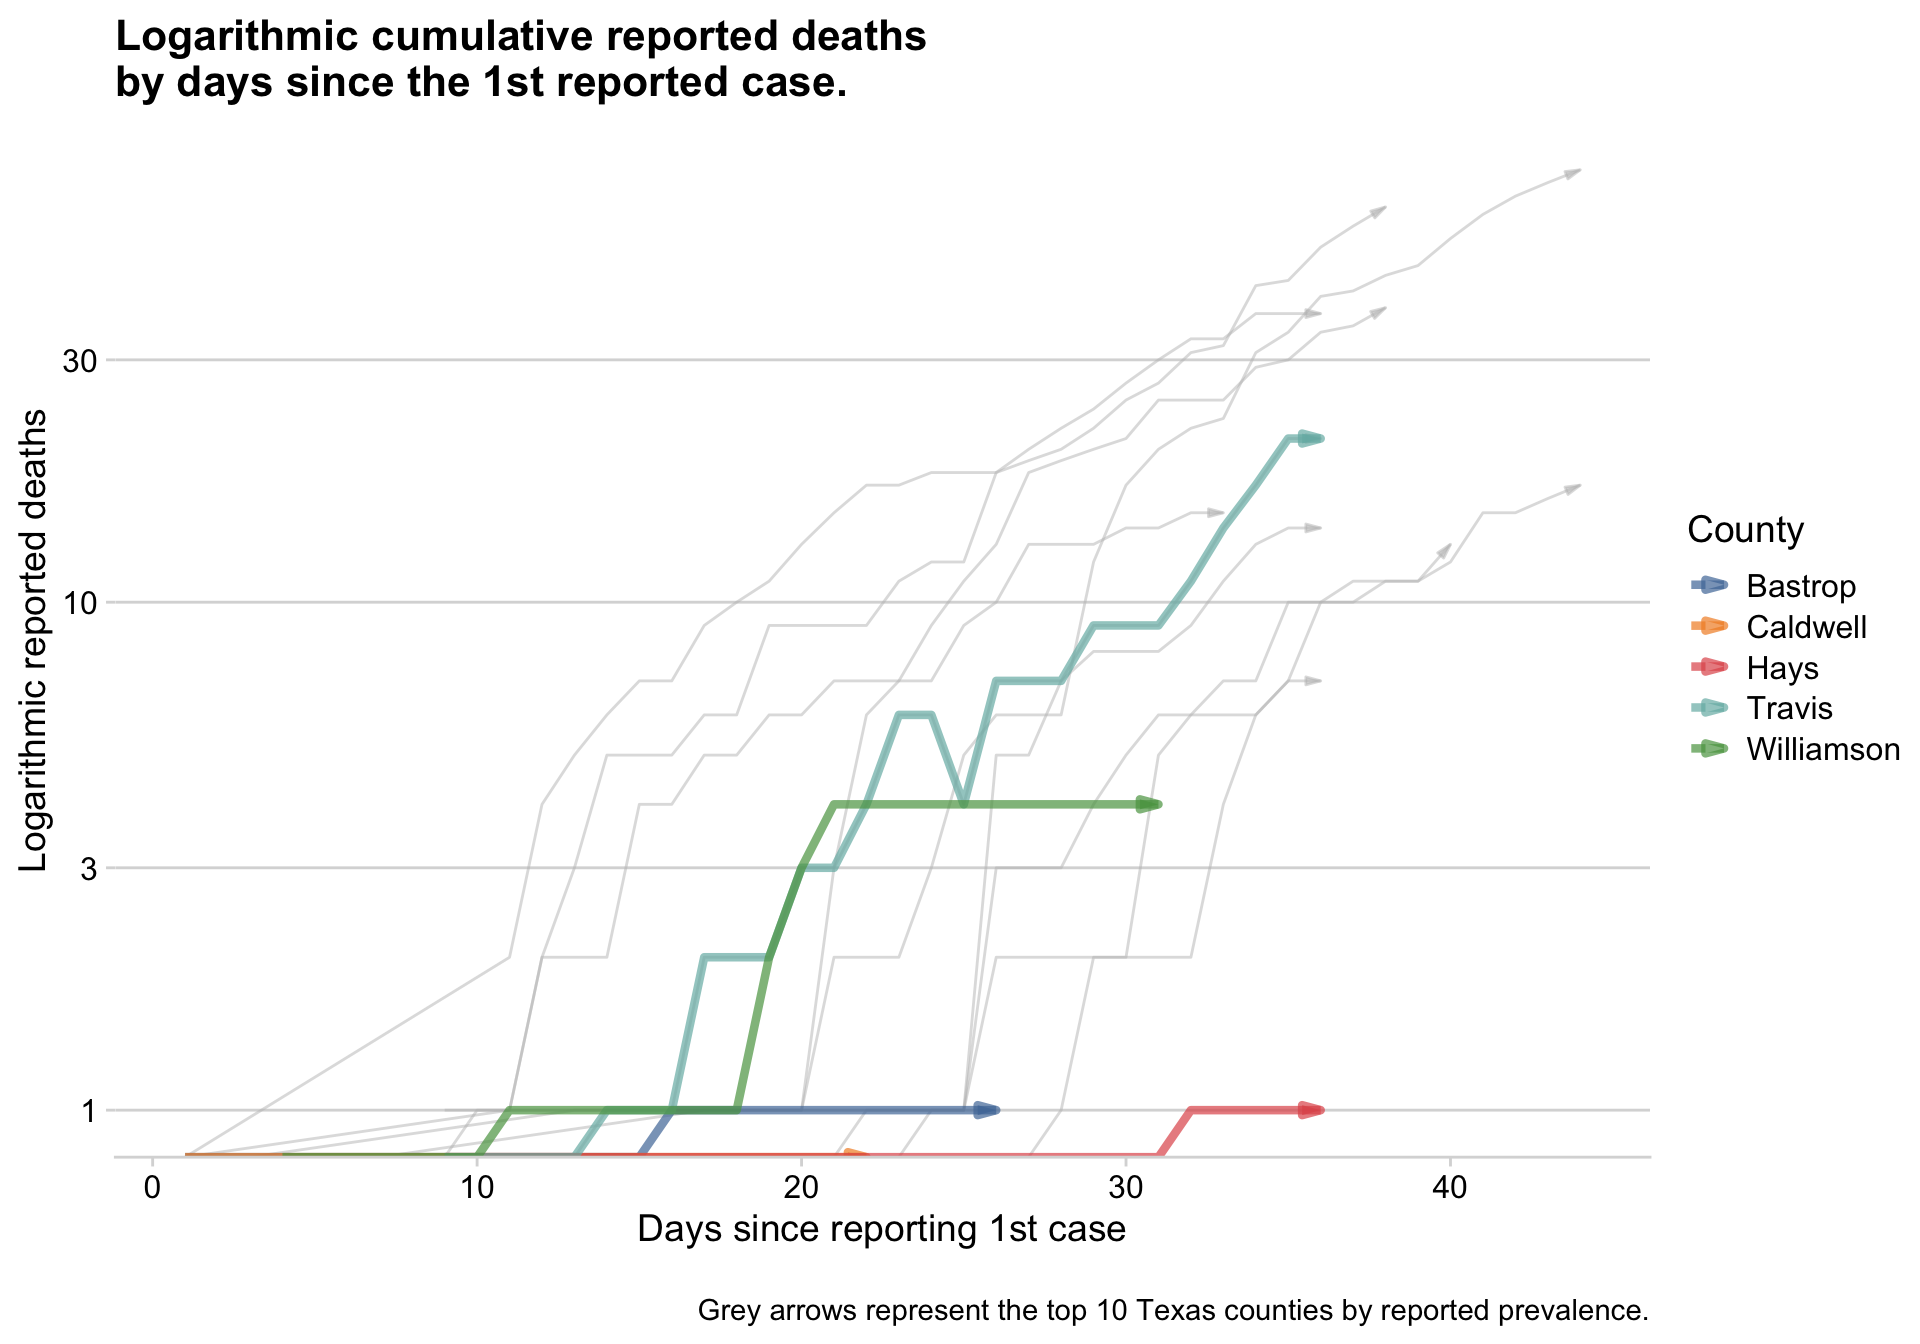 Logarithmic cumulative reported deaths
by days since the 1st reported case.
Logarithmic reported deaths
30
10
3
1
0
10
20
30
40
Days since reporting 1st case
County
Bastrop
Caldwell
Hays
Travis
Williamson
Grey arrows represent the top 10 Texas counties by reported prevalence.